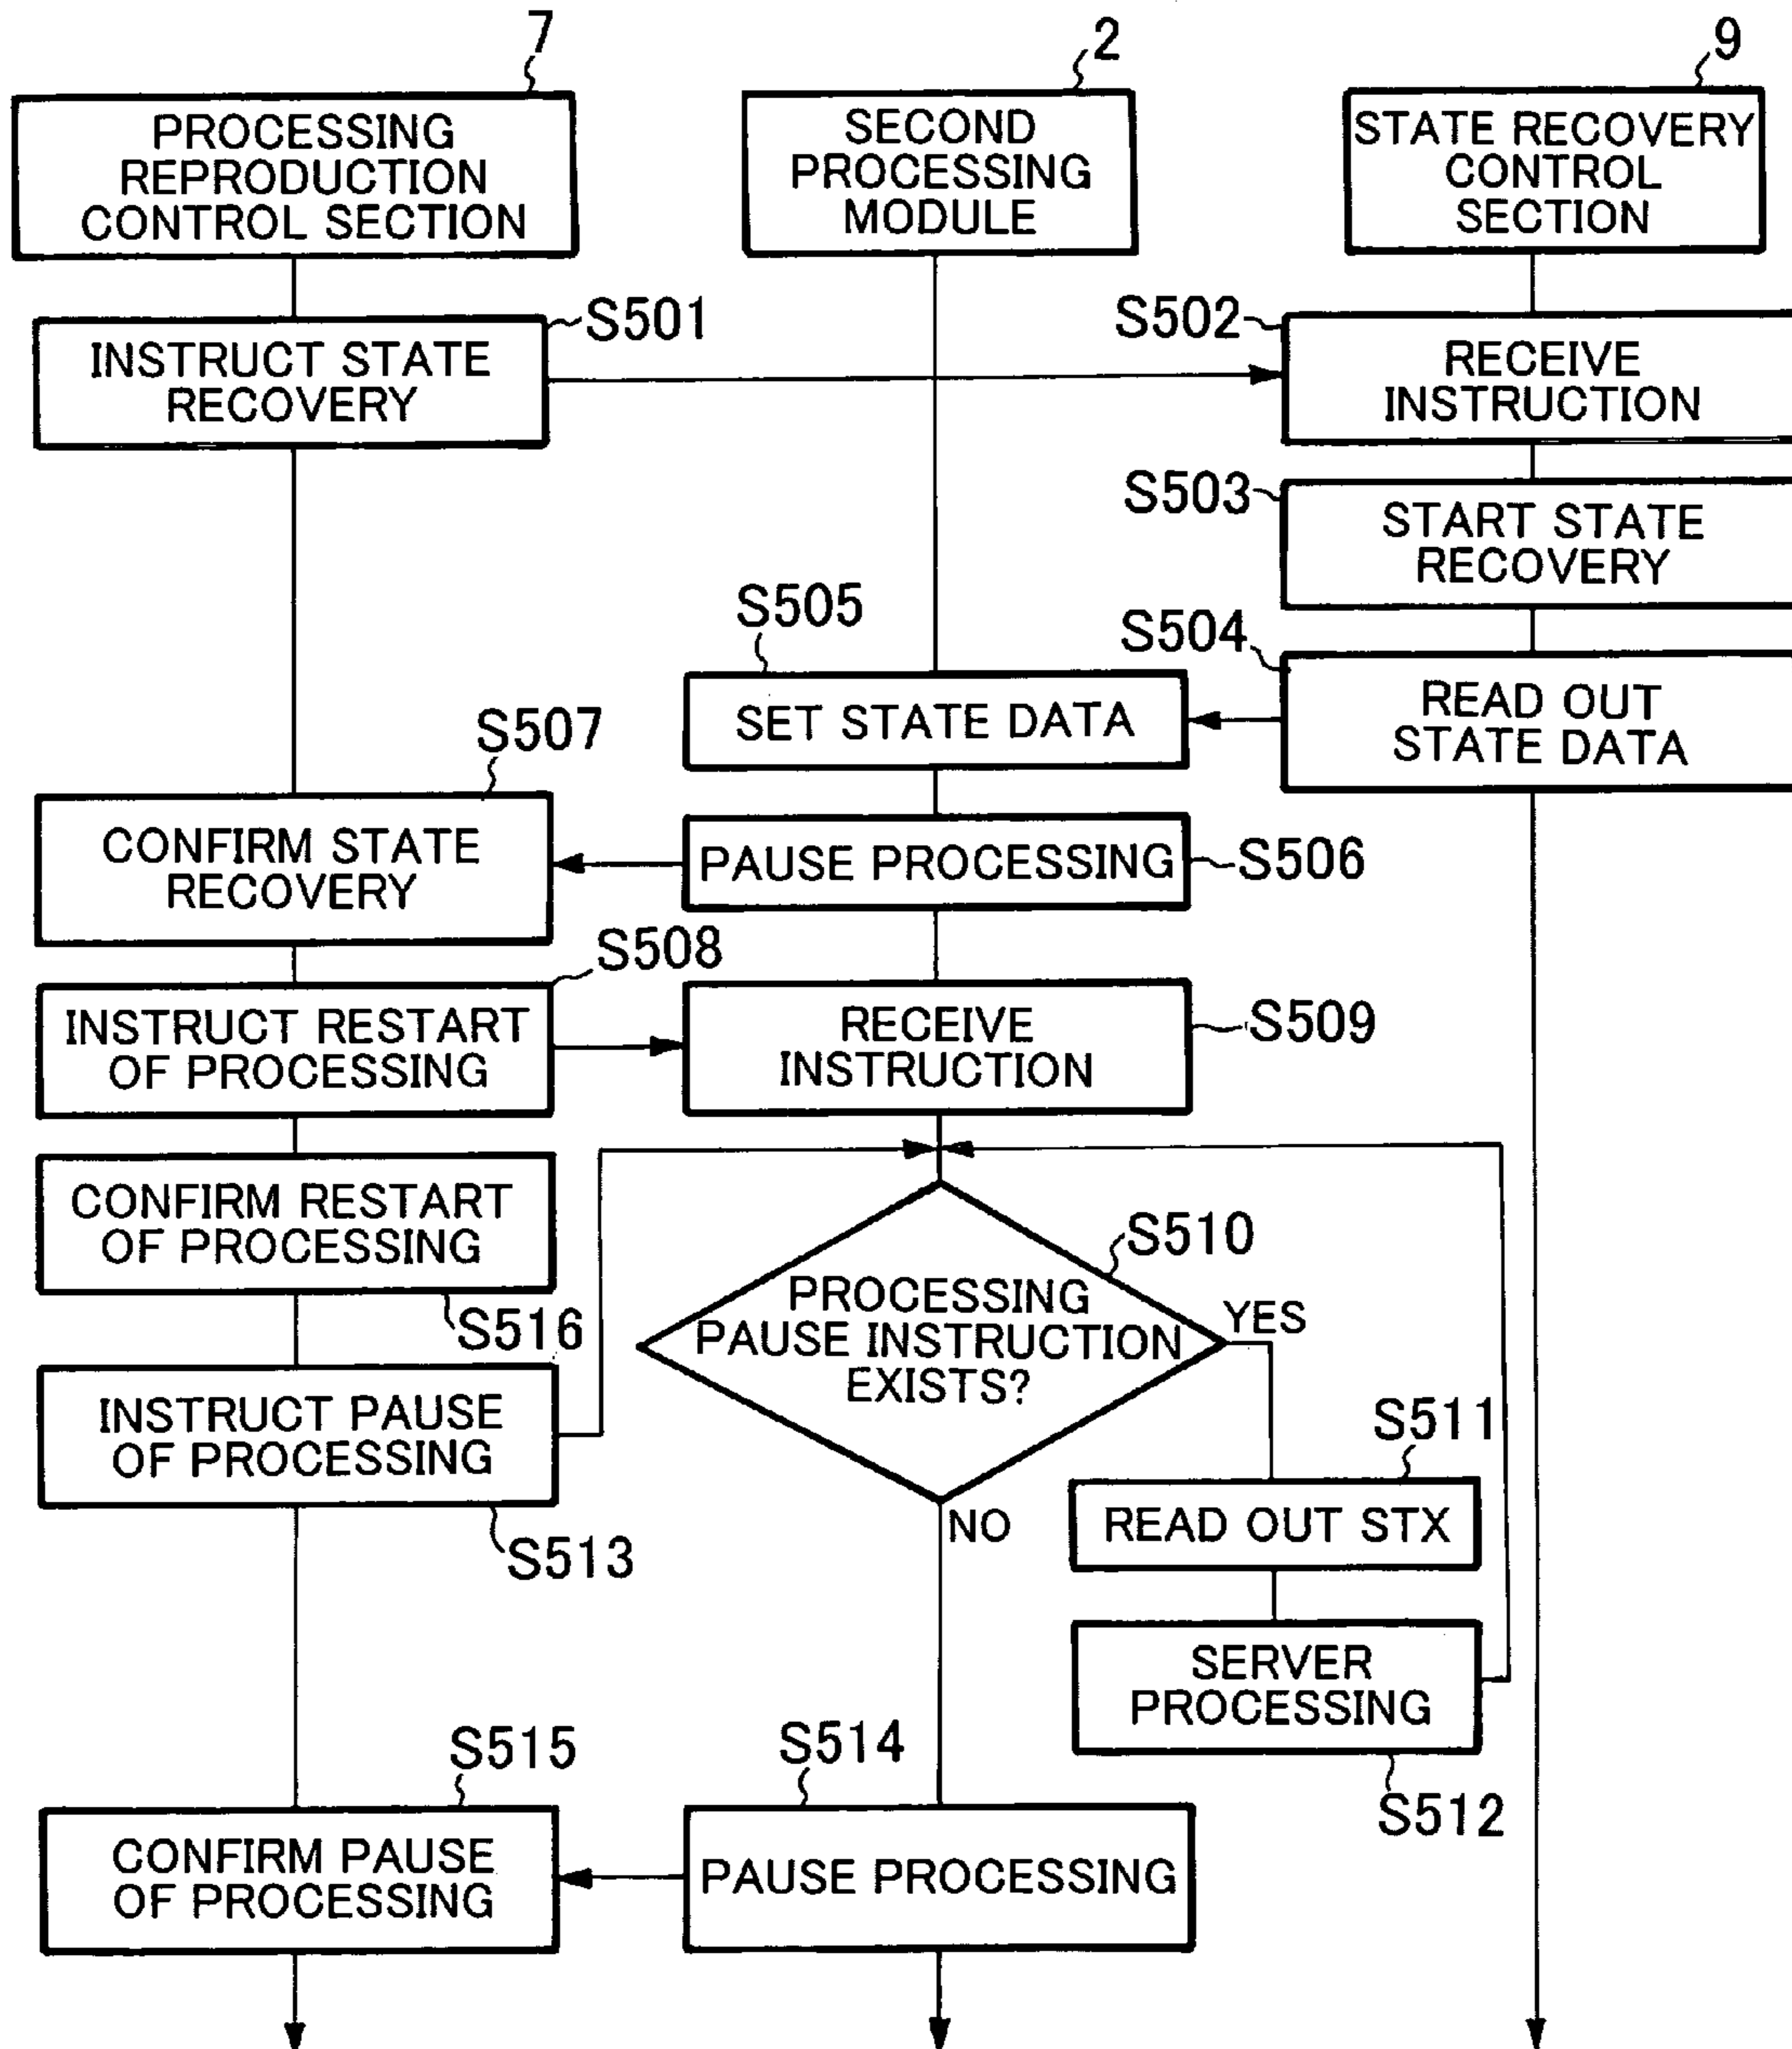 7
2
9
PROCESSING
REPRODUCTION
CONTROL SECTION
SECOND
PROCESSING
MODULE
STATE RECOVERY
CONTROL
SECTION
S501
INSTRUCT STATE
RECOVERY
S502
RECEIVE
INSTRUCTION
S503
START STATE
RECOVERY
S504
READ OUT
STATE DATA
S505
SET STATE DATA
PAUSE PROCESSING
S506
S507
CONFIRM STATE
RECOVERY
S508
INSTRUCT RESTART
OF PROCESSING
RECEIVE
INSTRUCTION
S509
CONFIRM RESTART
OF PROCESSING
S516
S510
PROCESSING
PAUSE INSTRUCTION
EXISTS?
YES
NO
INSTRUCT PAUSE
OF PROCESSING
S513
S511
READ OUT STX
SERVER
PROCESSING
S512
S514
PAUSE PROCESSING
S515
CONFIRM PAUSE
OF PROCESSING